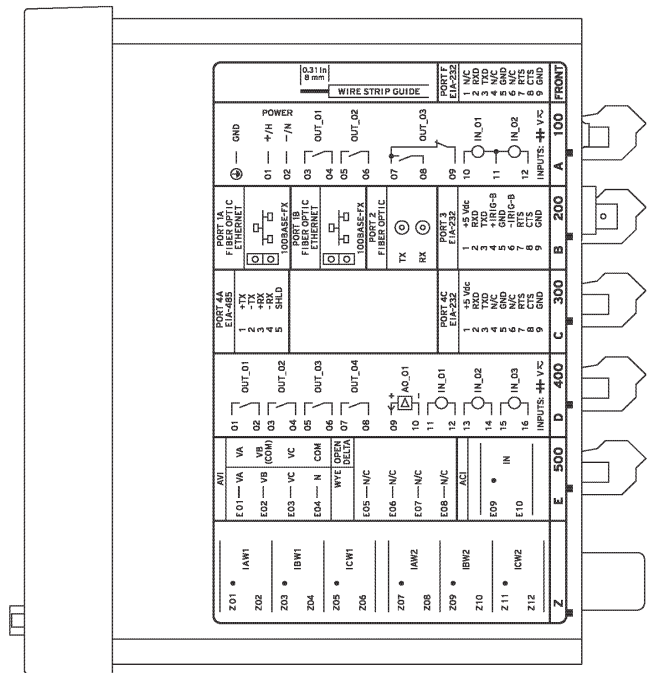 0.31 in
8 mm
WIRE STRIP GUIDE
PORT F
EIA-232
1 N/C
2 RXD
3 TXD
4 N/C
5 GND
6 N/C
7 RTS
8 CTS
9 GND
FRONT
GND
POWER
01 +/H
02 -/N
03
04
OUT_01
05
06
OUT_02
07
08
09
OUT_03
10
11
12
IN_01
IN_02
INPUTS: V
A 100
PORT 1A
FIBER OPTIC
ETHERNET
100BASE-FX
PORT 1B
FIBER OPTIC
ETHERNET
100BASE-FX
PORT 2
FIBER OPTIC
TX
RX
PORT 3
EIA-232
1 +5 Vdc
2 RXD
3 TXD
4 +IRIG-B
5 GND
6 -IRIG-B
7 RTS
8 CTS
9 GND
B 200
PORT 4A
EIA-485
1 +TX
2 -TX
3 +RX
4 -RX
5 SHLD
PORT 4C
EIA-232
1 +5 Vdc
2 RXD
3 TXD
4 N/C
5 GND
6 N/C
7 RTS
8 CTS
9 GND
C 300
01
02
OUT_01
03
04
OUT_02
05
06
OUT_03
07
08
OUT_04
09 +
10 -
AO_01
11
12
IN_01
13
14
IN_02
15
16
IN_03
INPUTS: V
D 400
AVI
E01 VA VA
E02 VB VB
(COM)
E03 VC VC
E04 N COM
WYE OPEN
DELTA
E05 N/C
E06 N/C
E07 N/C
E08 N/C
ACI
E09
E10
IN
E 500
Z01
Z02
IAW1
Z03
Z04
IBW1
Z05
Z06
ICW1
Z07
Z08
IAW2
Z09
Z10
IBW2
Z11
Z12
ICW2
Z